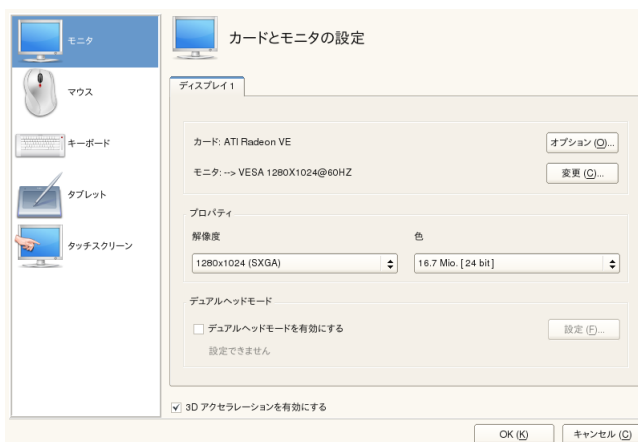 モニタ
マウス
キーボード
タブレット
タッチスクリーン
カードとモニタの設定
ディスプレイ 1
カード: ATI Radeon VE
オプション (O)...
モニタ: --> VESA 1280X1024@60HZ
変更 (C)...
プロパティ
解像度
色
1280x1024 (SXGA)
16.7 Mio. [ 24 bit ]
デュアルヘッドモード
デュアルヘッドモードを有効にする
設定 (F)...
設定できません
3D アクセラレーションを有効にする
OK (K)
キャンセル (C)